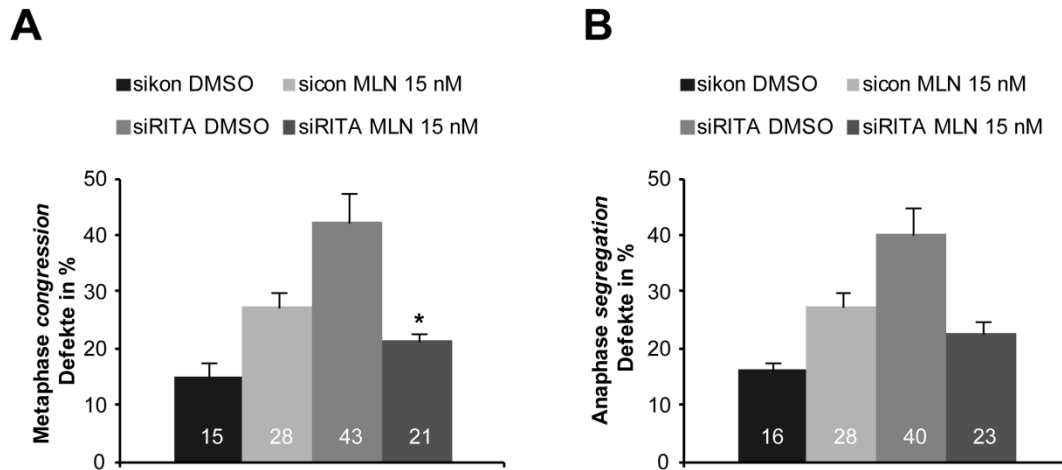 A
sikon DMSO sicon MLN 15 nM
siRITA DMSO siRITA MLN 15 nM
Metaphase congression
Defekte in %
50
40
30
20
10
0
*
15 28 43 21
B
sikon DMSO sicon MLN 15 nM
siRITA DMSO siRITA MLN 15 nM
Anaphase segregation
Defekte in %
50
40
30
20
10
0
16 28 40 23